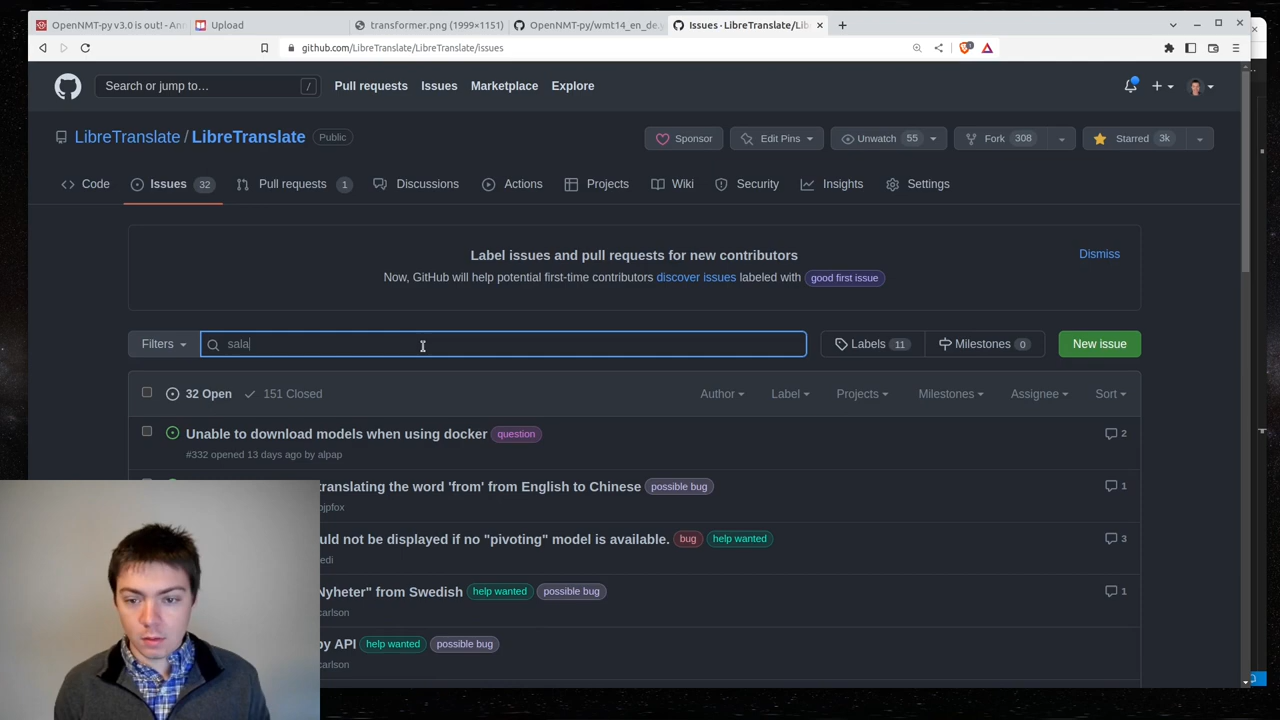 OpenNMT-py v3.0 is out! - Ann
Upload
transformer.png (1999×1151)
OpenNMT-py/wmt14_en_de.y
Issues · LibreTranslate/Lib
github.com/LibreTranslate/LibreTranslate/issues
Search or jump to…
/
Pull requests
Issues
Marketplace
Explore
LibreTranslate / LibreTranslate
Public
Sponsor
Edit Pins
Unwatch 55
Fork 308
Starred 3k
Code
Issues 32
Pull requests 1
Discussions
Actions
Projects
Wiki
Security
Insights
Settings
Label issues and pull requests for new contributors
Dismiss
Now, GitHub will help potential first-time contributors discover issues labeled with good first issue
Filters
sala
Labels 11
Milestones 0
New issue
32 Open
151 Closed
Author
Label
Projects
Milestones
Assignee
Sort
Unable to download models when using docker question
2
#332 opened 13 days ago by alpap
translating the word 'from' from English to Chinese possible bug
1
ojpfox
uld not be displayed if no "pivoting" model is available. bug help wanted
3
edi
Nyheter" from Swedish help wanted possible bug
1
carlson
by API help wanted possible bug
carlson